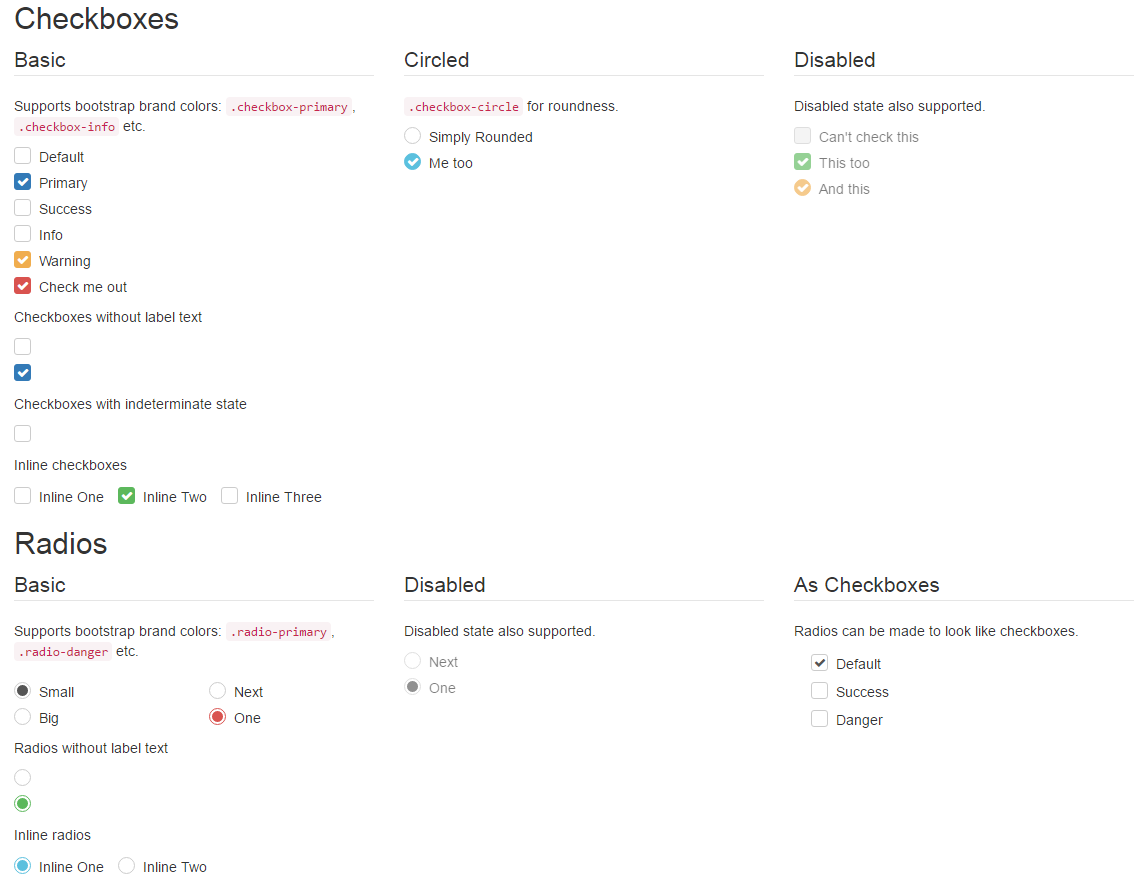 Checkboxes
Basic
Supports bootstrap brand colors: .checkbox-primary ,
.checkbox-info etc.
Default
Primary
Success
Info
Warning
Check me out
Checkboxes without label text
Checkboxes with indeterminate state
Inline checkboxes
Inline One Inline Two Inline Three
Circled
.checkbox-circle for roundness.
Simply Rounded
Me too
Disabled
Disabled state also supported.
Can't check this
This too
And this
Radios
Basic
Supports bootstrap brand colors: .radio-primary ,
.radio-danger etc.
Small Next
Big One
Radios without label text
Inline radios
Inline One Inline Two
Disabled
Disabled state also supported.
Next
One
As Checkboxes
Radios can be made to look like checkboxes.
Default
Success
Danger